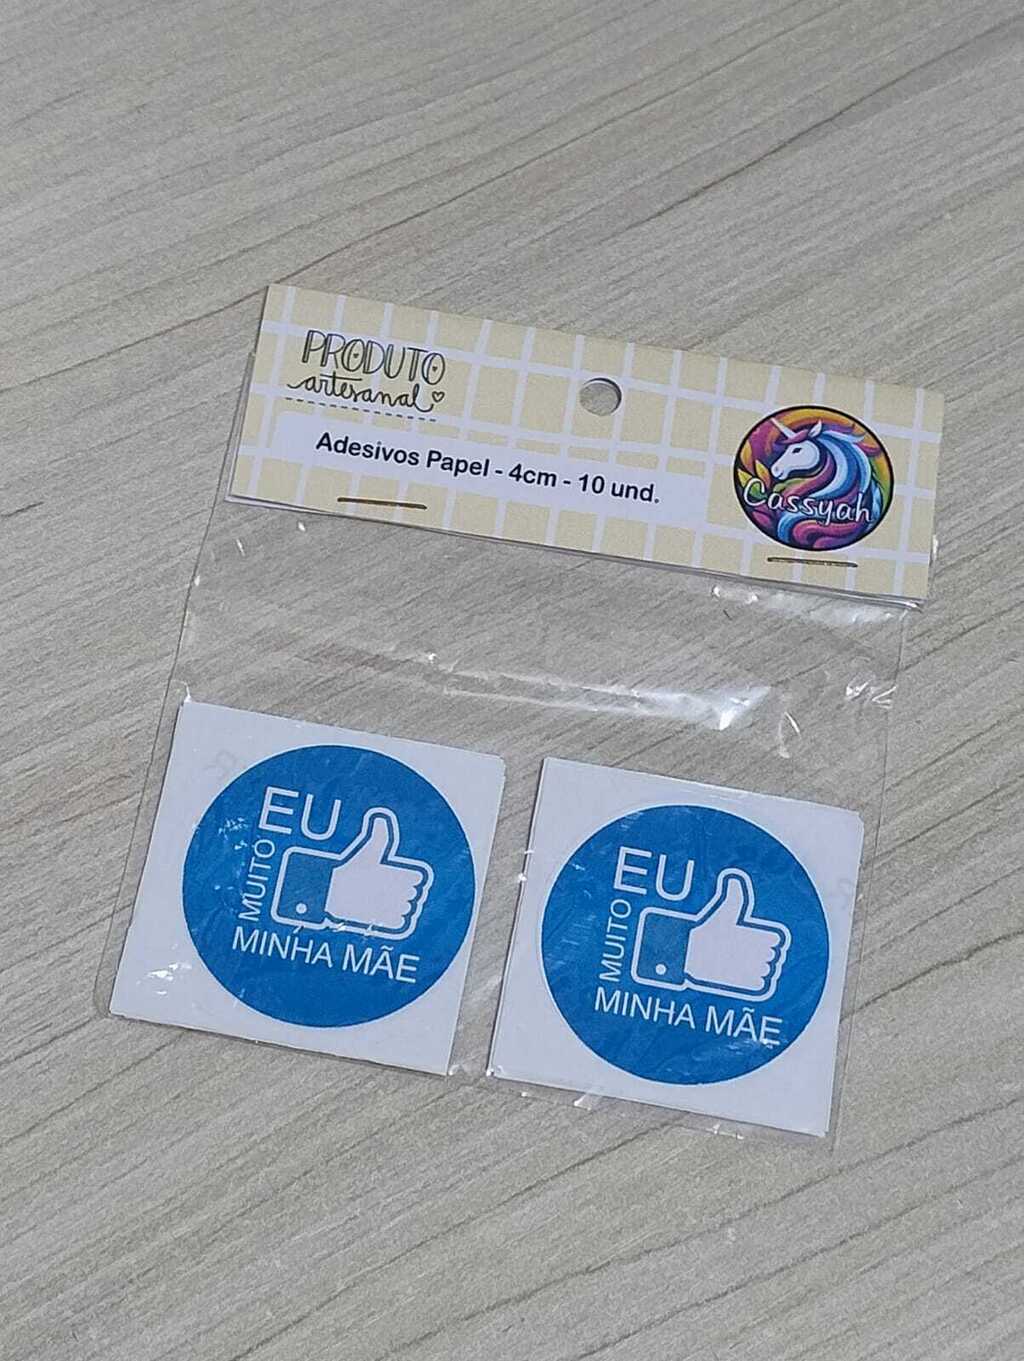 PRODUTO
artesanal
Adesivos Papel - 4cm - 10 und.
Cassyah
EU
MUITO
MINHA MÃE
EU
MUITO
MINHA MÃE